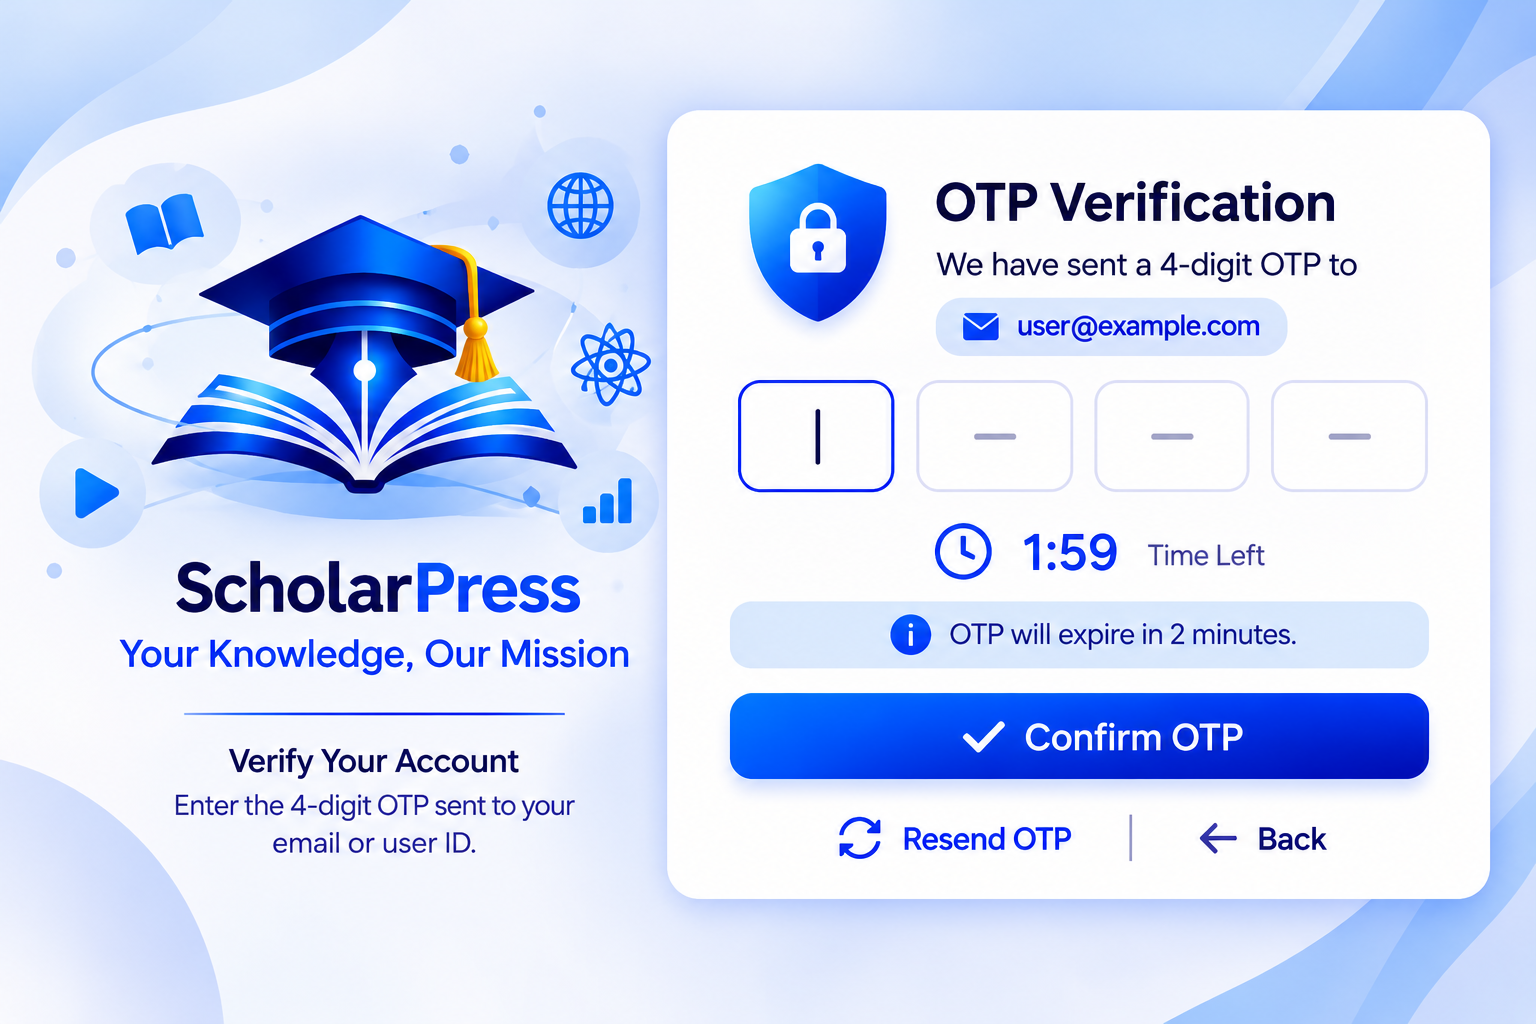 ScholarPress
Your Knowledge, Our Mission
Verify Your Account
Enter the 4-digit OTP sent to your
email or user ID.
OTP Verification
We have sent a 4-digit OTP to
user@example.com
1:59 Time Left
OTP will expire in 2 minutes.
Confirm OTP
Resend OTP
Back